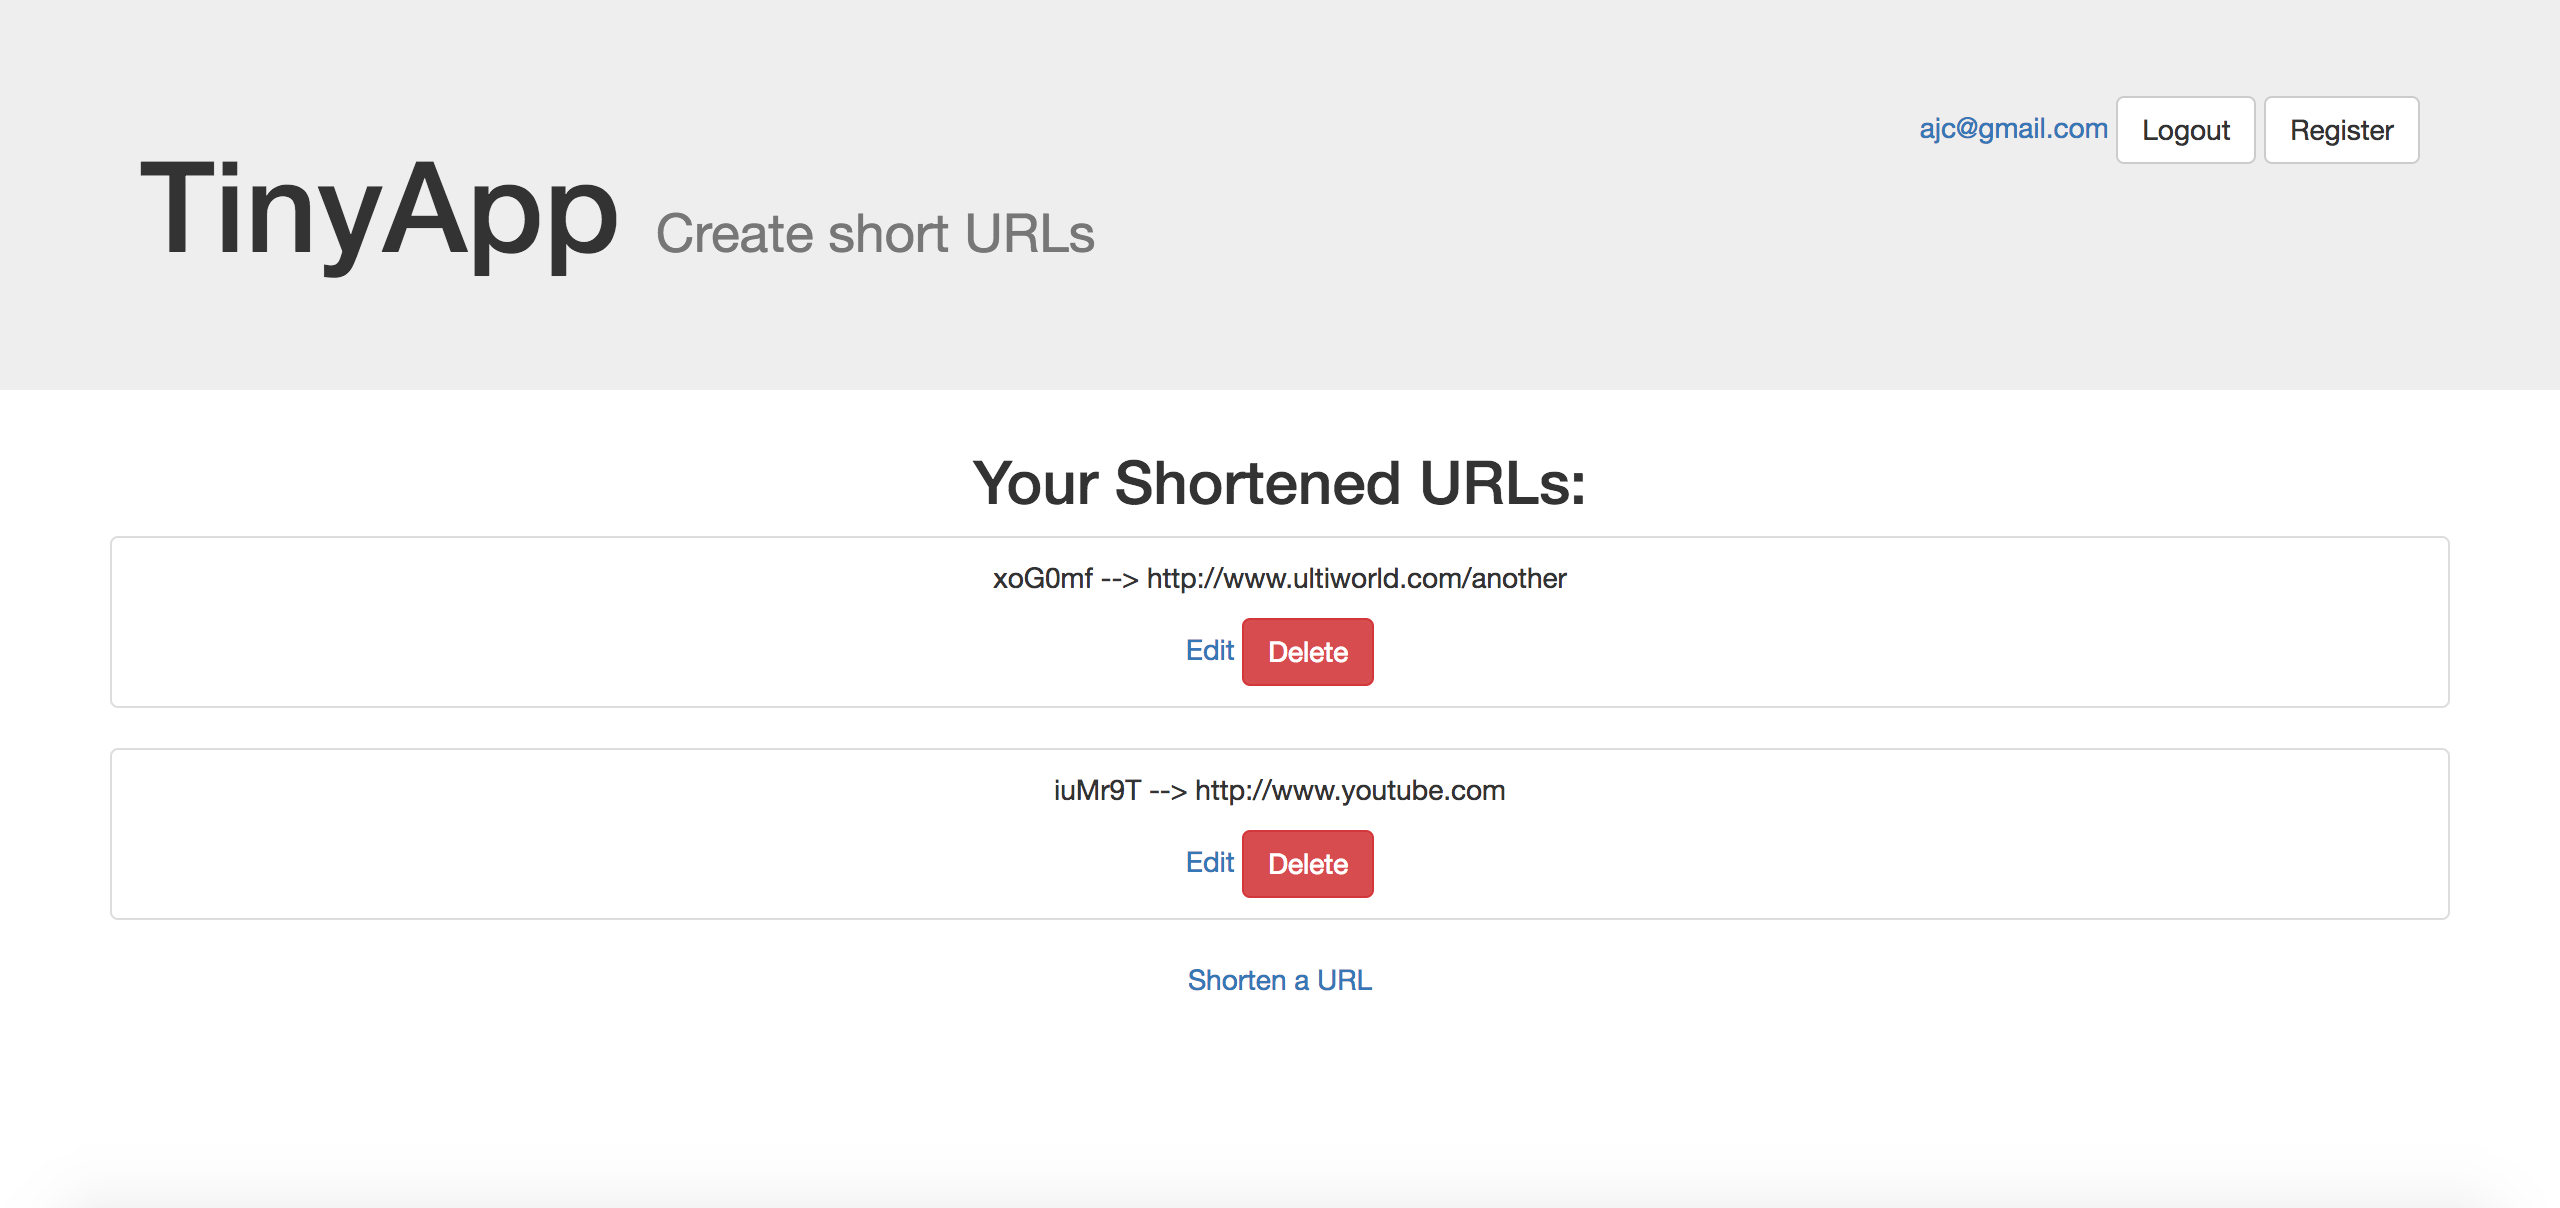 ajc@gmail.com Logout Register
TinyApp Create short URLs
Your Shortened URLs:
xoG0mf --> http://www.ultiworld.com/another
Edit Delete
iuMr9T --> http://www.youtube.com
Edit Delete
Shorten a URL